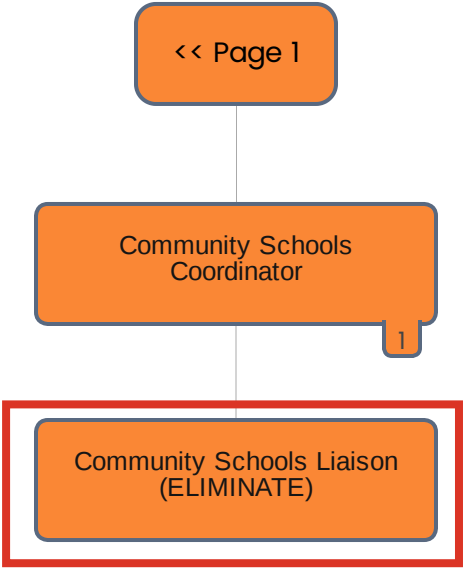 << Page 1
Community Schools
Coordinator
1
Community Schools Liaison
(ELIMINATE)